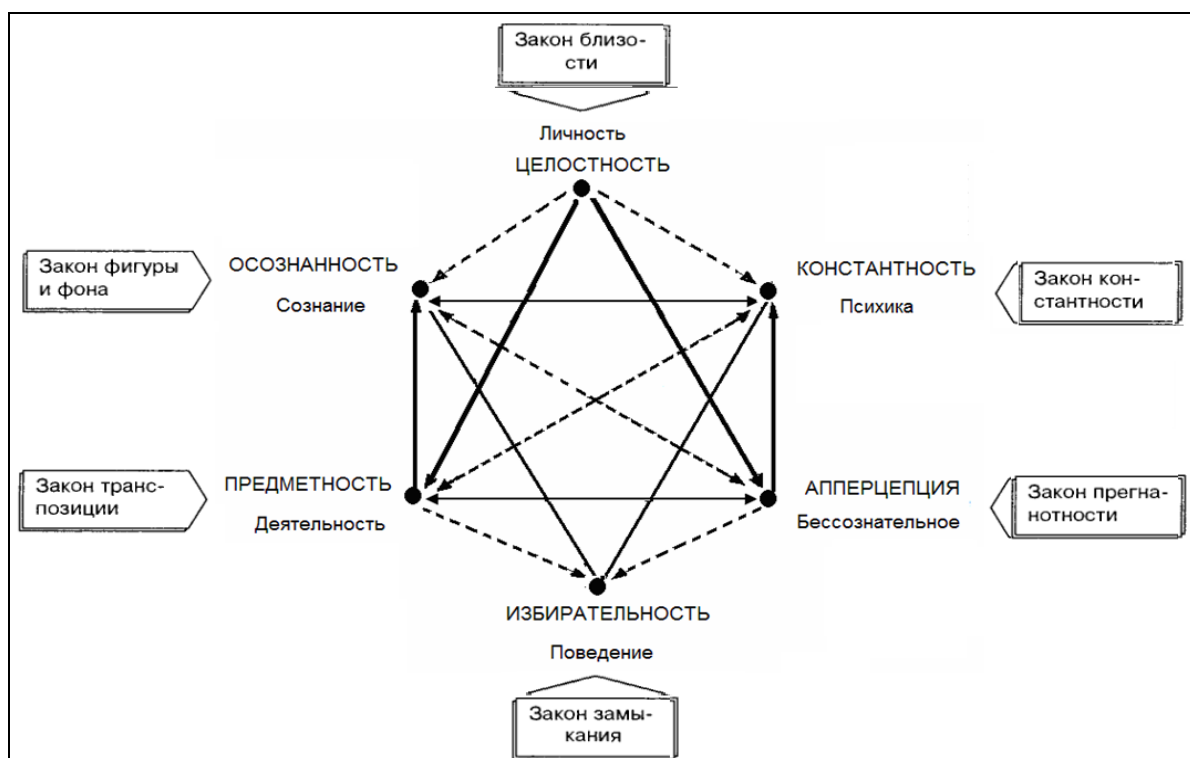 Закон близо-
сти
Личность
ЦЕЛОСТНОСТЬ
Закон фигуры
и фона
ОСОЗНАННОСТЬ
Сознание
КОНСТАНТНОСТЬ
Психика
Закон кон-
стантности
Закон транс-
позиции
ПРЕДМЕТНОСТЬ
Деятельность
АППЕРЦЕПЦИЯ
Бессознательное
Закон прегна-
нотности
ИЗБИРАТЕЛЬНОСТЬ
Поведение
Закон замы-
кания